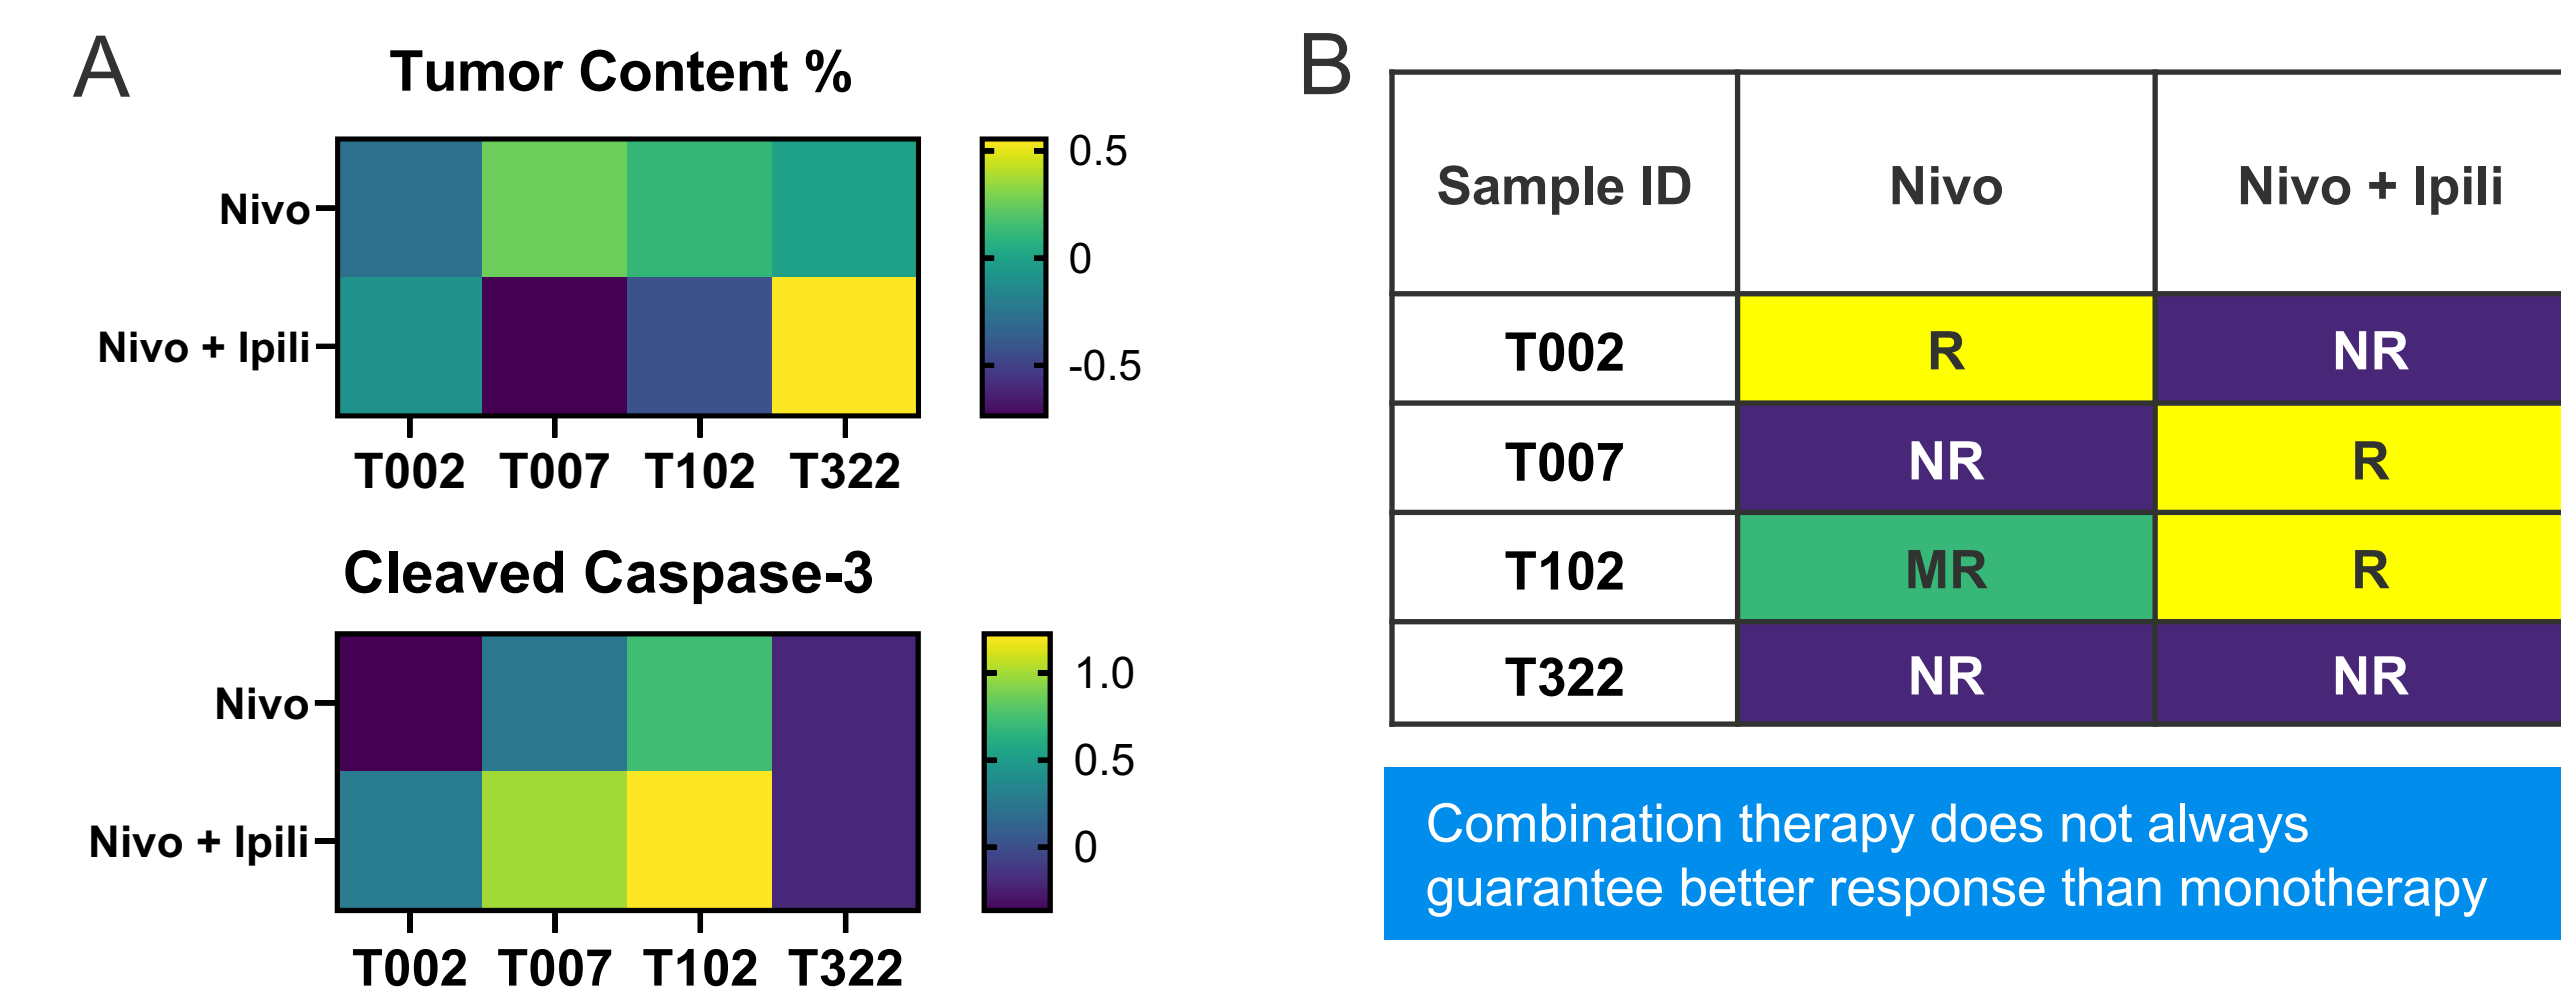 A
Tumor Content %
Nivo
Nivo + Ipili
0.5
0
-0.5
T002 T007 T102 T322
Cleaved Caspase-3
Nivo
Nivo + Ipili
1.0
0.5
0
T002 T007 T102 T322
B
Sample ID Nivo Nivo + Ipili
T002 R NR
T007 NR R
T102 MR R
T322 NR NR
Combination therapy does not always
guarantee better response than monotherapy